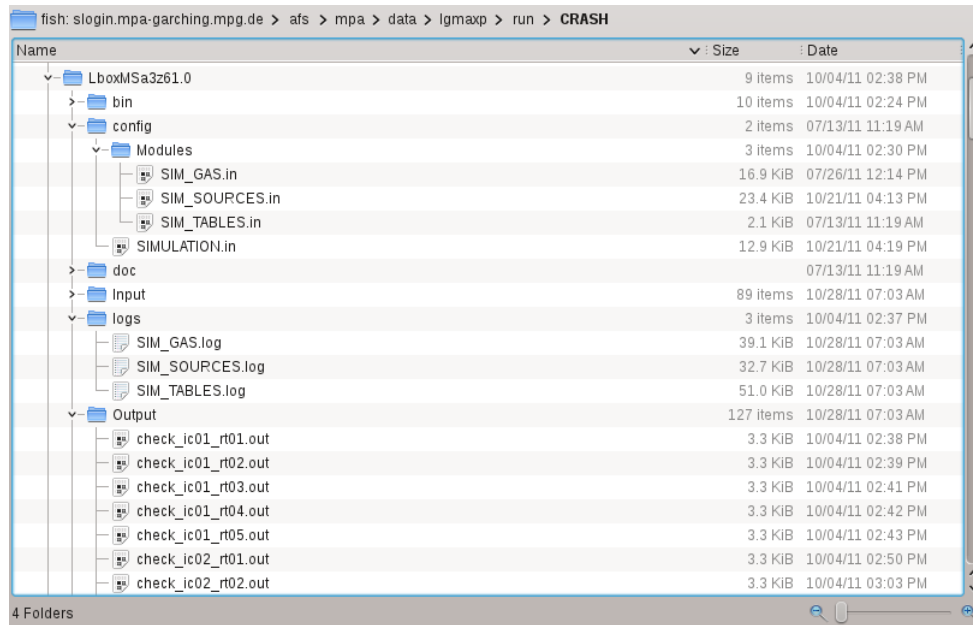 fish: slogin.mpa-garching.mpg.de > afs > mpa > data > lgmaxp > run > CRASH
Name Size Date
LboxMSa3z61.0 9 items 10/04/11 02:38 PM
bin 10 items 10/04/11 02:24 PM
config 2 items 07/13/11 11:19 AM
Modules 3 items 10/04/11 02:30 PM
SIM_GAS.in 16.9 KiB 07/26/11 12:14 PM
SIM_SOURCES.in 23.4 KiB 10/21/11 04:13 PM
SIM_TABLES.in 2.1 KiB 07/13/11 11:19 AM
SIMULATION.in 12.9 KiB 10/21/11 04:19 PM
doc 07/13/11 11:19 AM
Input 89 items 10/28/11 07:03 AM
logs 3 items 10/04/11 02:37 PM
SIM_GAS.log 39.1 KiB 10/28/11 07:03 AM
SIM_SOURCES.log 32.7 KiB 10/28/11 07:03 AM
SIM_TABLES.log 51.0 KiB 10/28/11 07:03 AM
Output 127 items 10/28/11 07:03 AM
check_ic01_rt01.out 3.3 KiB 10/04/11 02:38 PM
check_ic01_rt02.out 3.3 KiB 10/04/11 02:39 PM
check_ic01_rt03.out 3.3 KiB 10/04/11 02:41 PM
check_ic01_rt04.out 3.3 KiB 10/04/11 02:42 PM
check_ic01_rt05.out 3.3 KiB 10/04/11 02:43 PM
check_ic02_rt01.out 3.3 KiB 10/04/11 02:50 PM
check_ic02_rt02.out 3.3 KiB 10/04/11 03:03 PM
4 Folders